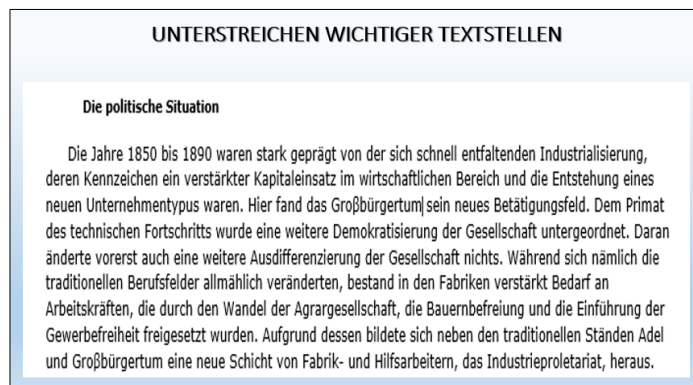 UNTERSTREICHEN WICHTIGER TEXTSTELLEN
Die politische Situation
Die Jahre 1850 bis 1890 waren stark geprägt von der sich schnell entfaltenden Industrialisierung,
deren Kennzeichen ein verstärkter Kapitaleinsatz im wirtschaftlichen Bereich und die Entstehung eines
neuen Unternehmentypus waren. Hier fand das Großbürgertum sein neues Betätigungsfeld. Dem Primat
des technischen Fortschritts wurde eine weitere Demokratisierung der Gesellschaft untergeordnet. Daran
änderte vorerst auch eine weitere Ausdifferenzierung der Gesellschaft nichts. Während sich nämlich die
traditionellen Berufsfelder allmählich veränderten, bestand in den Fabriken verstärkt Bedarf an
Arbeitskräften, die durch den Wandel der Agrargesellschaft, die Bauernbefreiung und die Einführung der
Gewerbefreiheit freigesetzt wurden. Aufgrund dessen bildete sich neben den traditionellen Ständen Adel
und Großbürgertum eine neue Schicht von Fabrik- und Hilfsarbeitern, das Industrieproletariat, heraus.